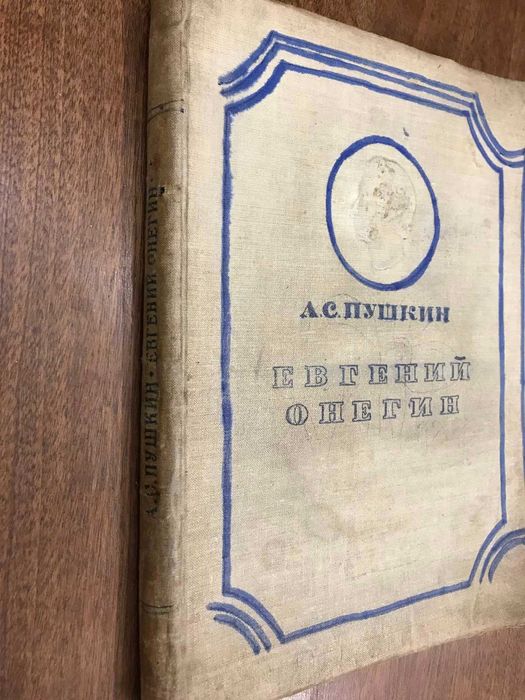 А.С.ПУШКИН
ЕВГЕНИЙ
ОНЕГИН
А.С.ПУШКИН · ЕВГЕНИЙ ОНЕГИН ·